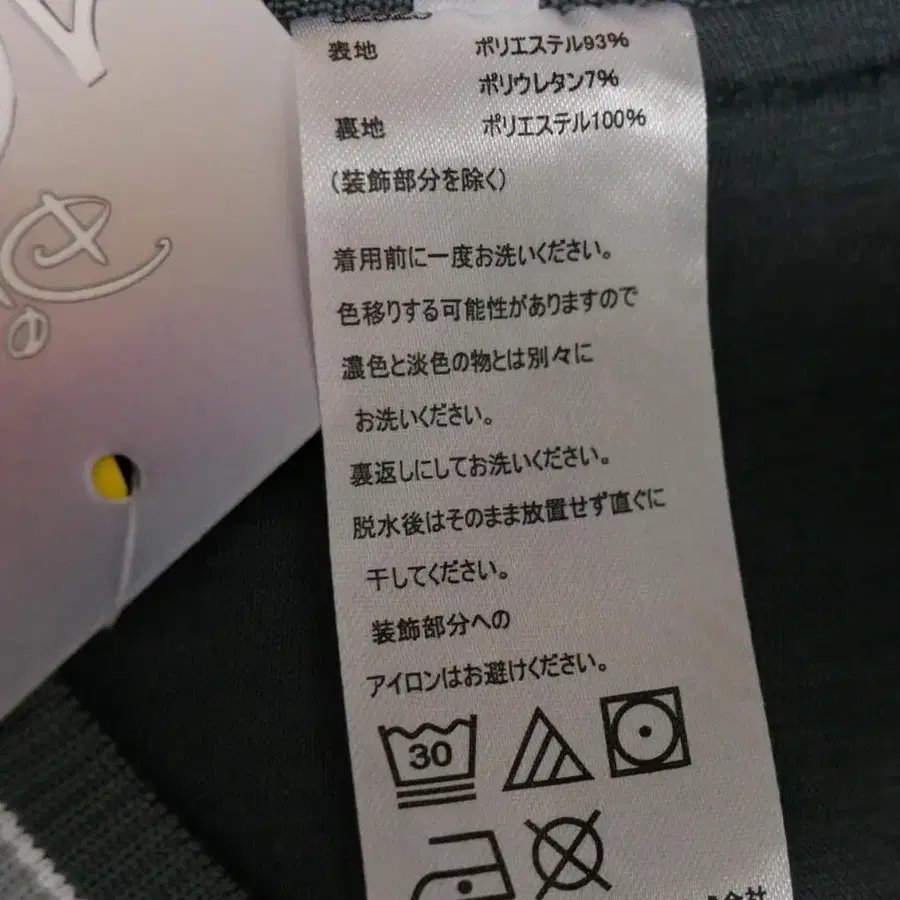 表地 ポリエステル93%
ポリウレタン7%
裏地 ポリエステル100%
(装飾部分を除く)
着用前に一度お洗いください。
色移りする可能性がありますので
濃色と淡色の物とは別々に
お洗いください。
裏返しにしてお洗いください。
脱水後はそのまま放置せず直ぐに
干してください。
装飾部分への
アイロンはお避けください。
30